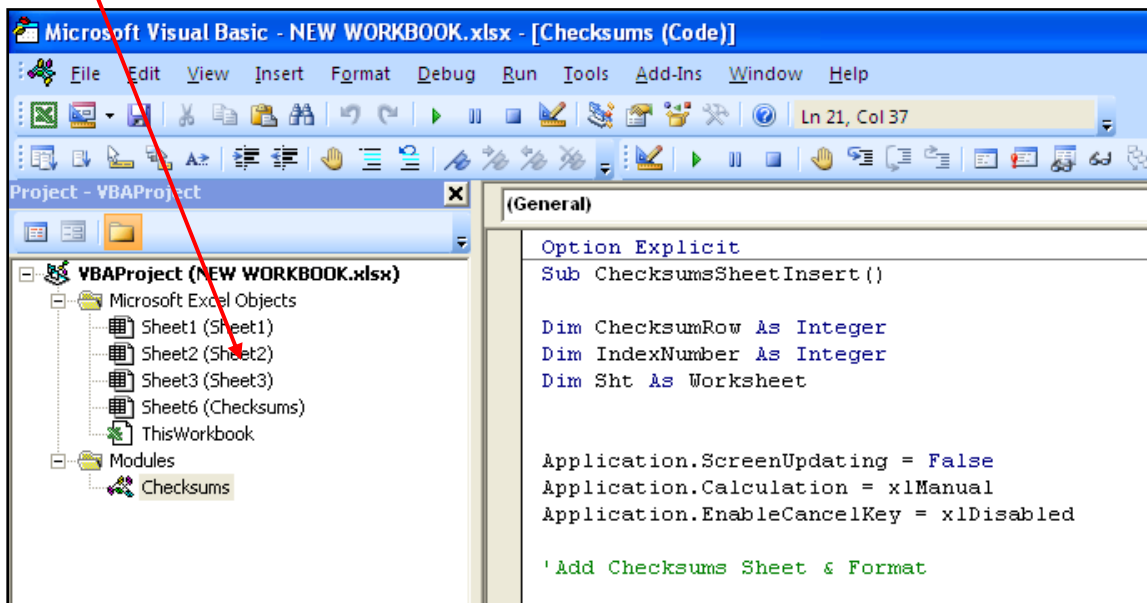 Microsoft Visual Basic - NEW WORKBOOK.xlsx - [Checksums (Code)]
File Edit View Insert Format Debug Run Tools Add-Ins Window Help
Ln 21, Col 37
Project - VBAProject
(General)
VBAProject (NEW WORKBOOK.xlsx)
Microsoft Excel Objects
Sheet1 (Sheet1)
Sheet2 (Sheet2)
Sheet3 (Sheet3)
Sheet6 (Checksums)
ThisWorkbook
Modules
Checksums
Option Explicit
Sub ChecksumsSheetInsert()
Dim ChecksumRow As Integer
Dim IndexNumber As Integer
Dim Sht As Worksheet
Application.ScreenUpdating = False
Application.Calculation = xlManual
Application.EnableCancelKey = xlDisabled
'Add Checksums Sheet & Format